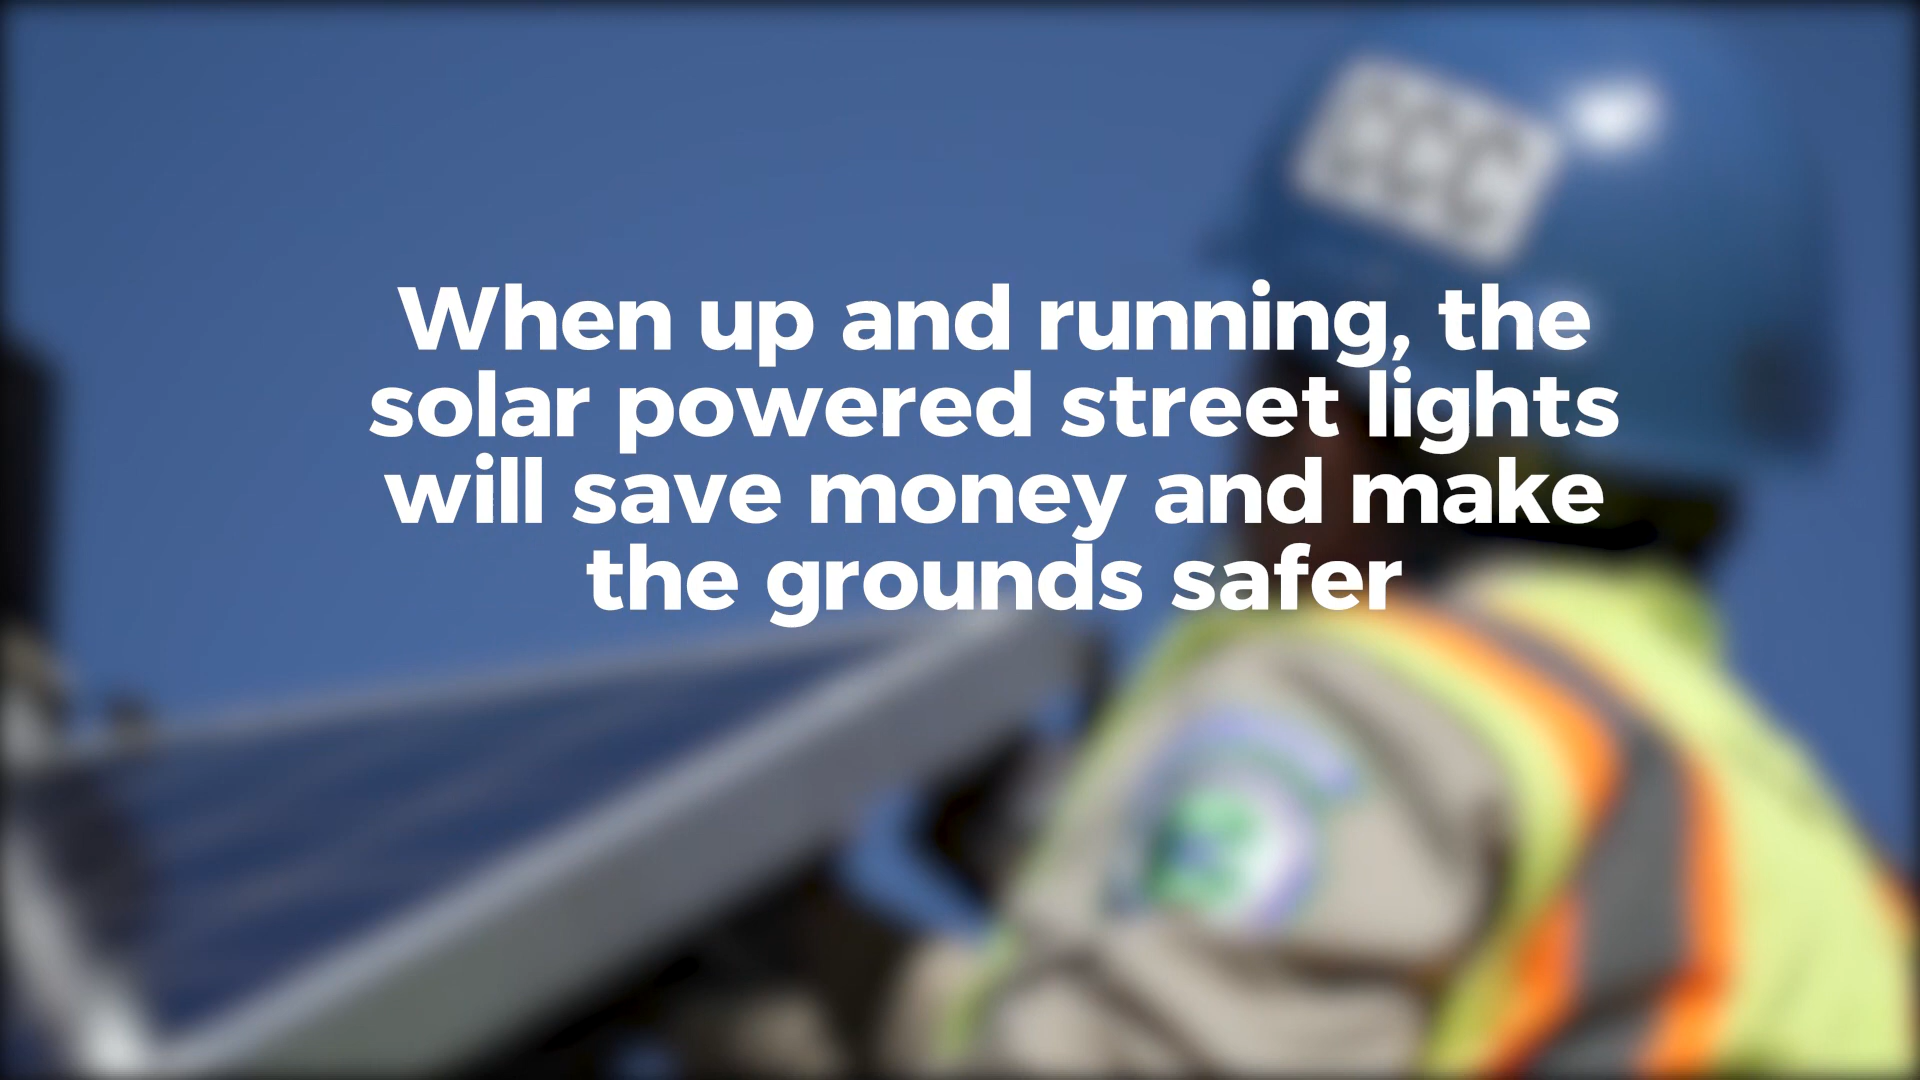 When up and running, the
solar powered street lights
will save money and make
the grounds safer